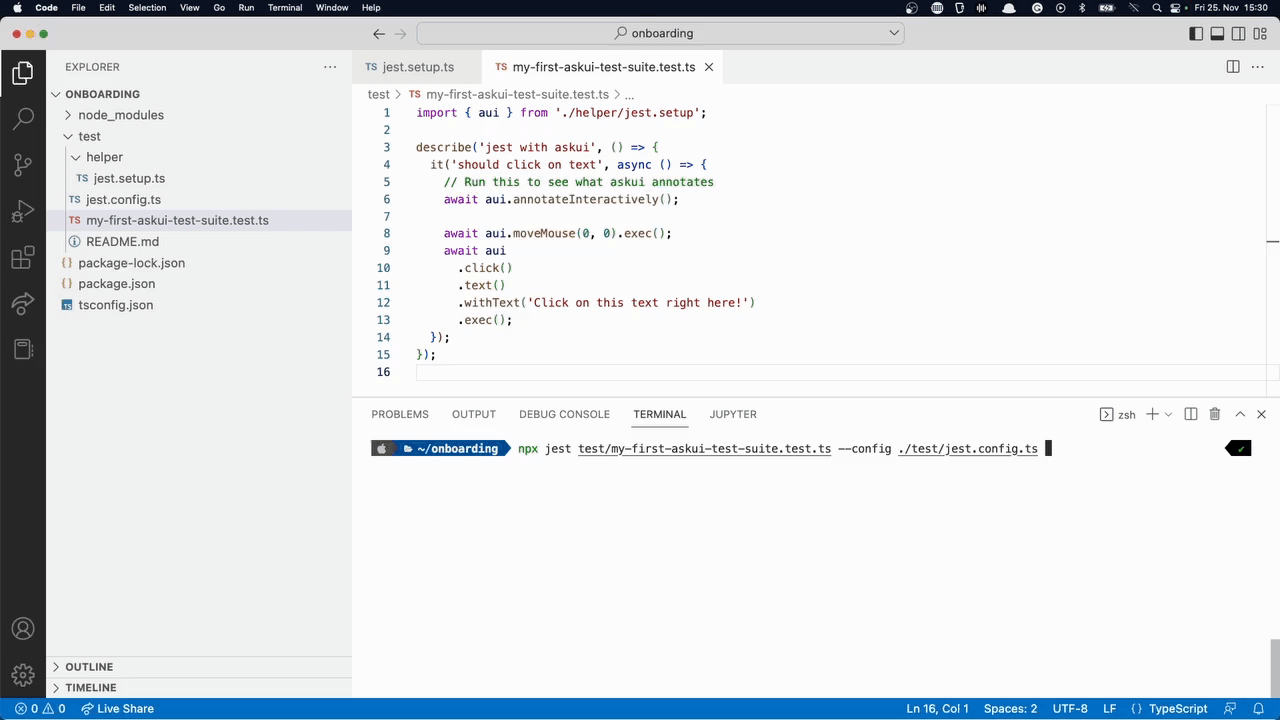 Code File Edit Selection View Go Run Terminal Window Help Fri 25. Nov 15:30
onboarding
EXPLORER
ONBOARDING
node_modules
test
helper
TS jest.setup.ts
TS jest.config.ts
TS my-first-askui-test-suite.test.ts
README.md
{} package-lock.json
{} package.json
tsconfig.json
OUTLINE
TIMELINE
TS jest.setup.ts TS my-first-askui-test-suite.test.ts
test > TS my-first-askui-test-suite.test.ts > ...
1 import { aui } from './helper/jest.setup';
2
3 describe('jest with askui', () => {
4 it('should click on text', async () => {
5 // Run this to see what askui annotates
6 await aui.annotateInteractively();
7
8 await aui.moveMouse(0, 0).exec();
9 await aui
10 .click()
11 .text()
12 .withText('Click on this text right here!')
13 .exec();
14 });
15 });
16
PROBLEMS OUTPUT DEBUG CONSOLE TERMINAL JUPYTER zsh
~/onboarding npx jest test/my-first-askui-test-suite.test.ts --config ./test/jest.config.ts
0 0 Live Share Ln 16, Col 1 Spaces: 2 UTF-8 LF {} TypeScript